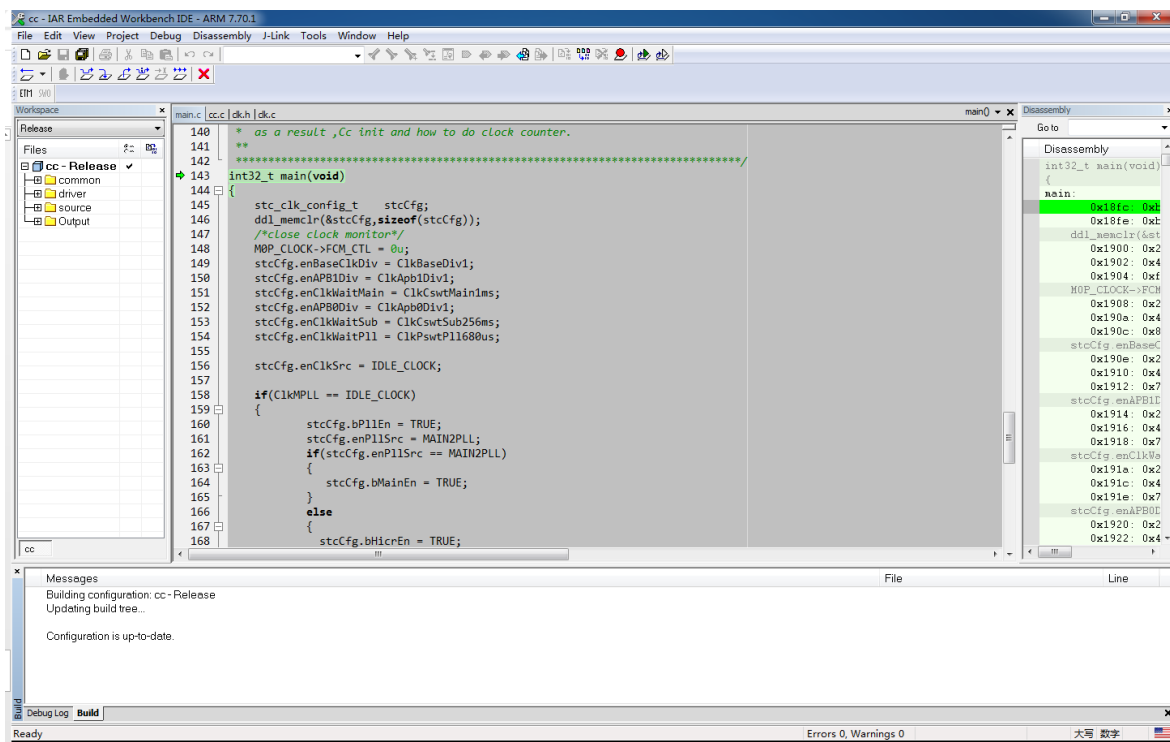 cc - IAR Embedded Workbench IDE - ARM 7.70.1
File Edit View Project Debug Disassembly J-Link Tools Window Help
ETM SWO
Workspace
Release
Files
cc - Release
common
driver
source
Output
cc
main.c cc.c dk.h dk.c
main()
140 * as a result ,Cc init and how to do clock counter.
141 **
142 ******************************************************************************/
143 int32_t main(void)
144 {
145 stc_clk_config_t stcCfg;
146 ddl_memclr(&stcCfg,sizeof(stcCfg));
147 /*close clock monitor*/
148 M0P_CLOCK->FCM_CTL = 0u;
149 stcCfg.enBaseClkDiv = ClkBaseDiv1;
150 stcCfg.enAPB1Div = ClkApb1Div1;
151 stcCfg.enClkWaitMain = ClkCswtMain1ms;
152 stcCfg.enAPB0Div = ClkApb0Div1;
153 stcCfg.enClkWaitSub = ClkCswtSub256ms;
154 stcCfg.enClkWaitPll = ClkPswtPll680us;
155
156 stcCfg.enClkSrc = IDLE_CLOCK;
157
158 if(ClkMPLL == IDLE_CLOCK)
159 {
160 stcCfg.bPllEn = TRUE;
161 stcCfg.enPllSrc = MAIN2PLL;
162 if(stcCfg.enPllSrc == MAIN2PLL)
163 {
164 stcCfg.bMainEn = TRUE;
165 }
166 else
167 {
168 stcCfg.bHicrEn = TRUE;
Disassembly
Go to
Disassembly
int32_t main(void)
{
main:
0x18fc: 0xb
0x18fe: 0xb
ddl_memclr(&st
0x1900: 0x2
0x1902: 0x4
0x1904: 0xf
M0P_CLOCK->FCM
0x1908: 0x2
0x190a: 0x4
0x190c: 0x8
stcCfg.enBaseC
0x190e: 0x2
0x1910: 0x4
0x1912: 0x7
stcCfg.enAPB1D
0x1914: 0x2
0x1916: 0x4
0x1918: 0x7
stcCfg.enClkWa
0x191a: 0x2
0x191c: 0x4
0x191e: 0x7
stcCfg.enAPB0D
0x1920: 0x2
0x1922: 0x4
Messages File Line
Building configuration: cc - Release
Updating build tree...
Configuration is up-to-date.
Build
Debug Log Build
Ready Errors 0, Warnings 0 大写 数字